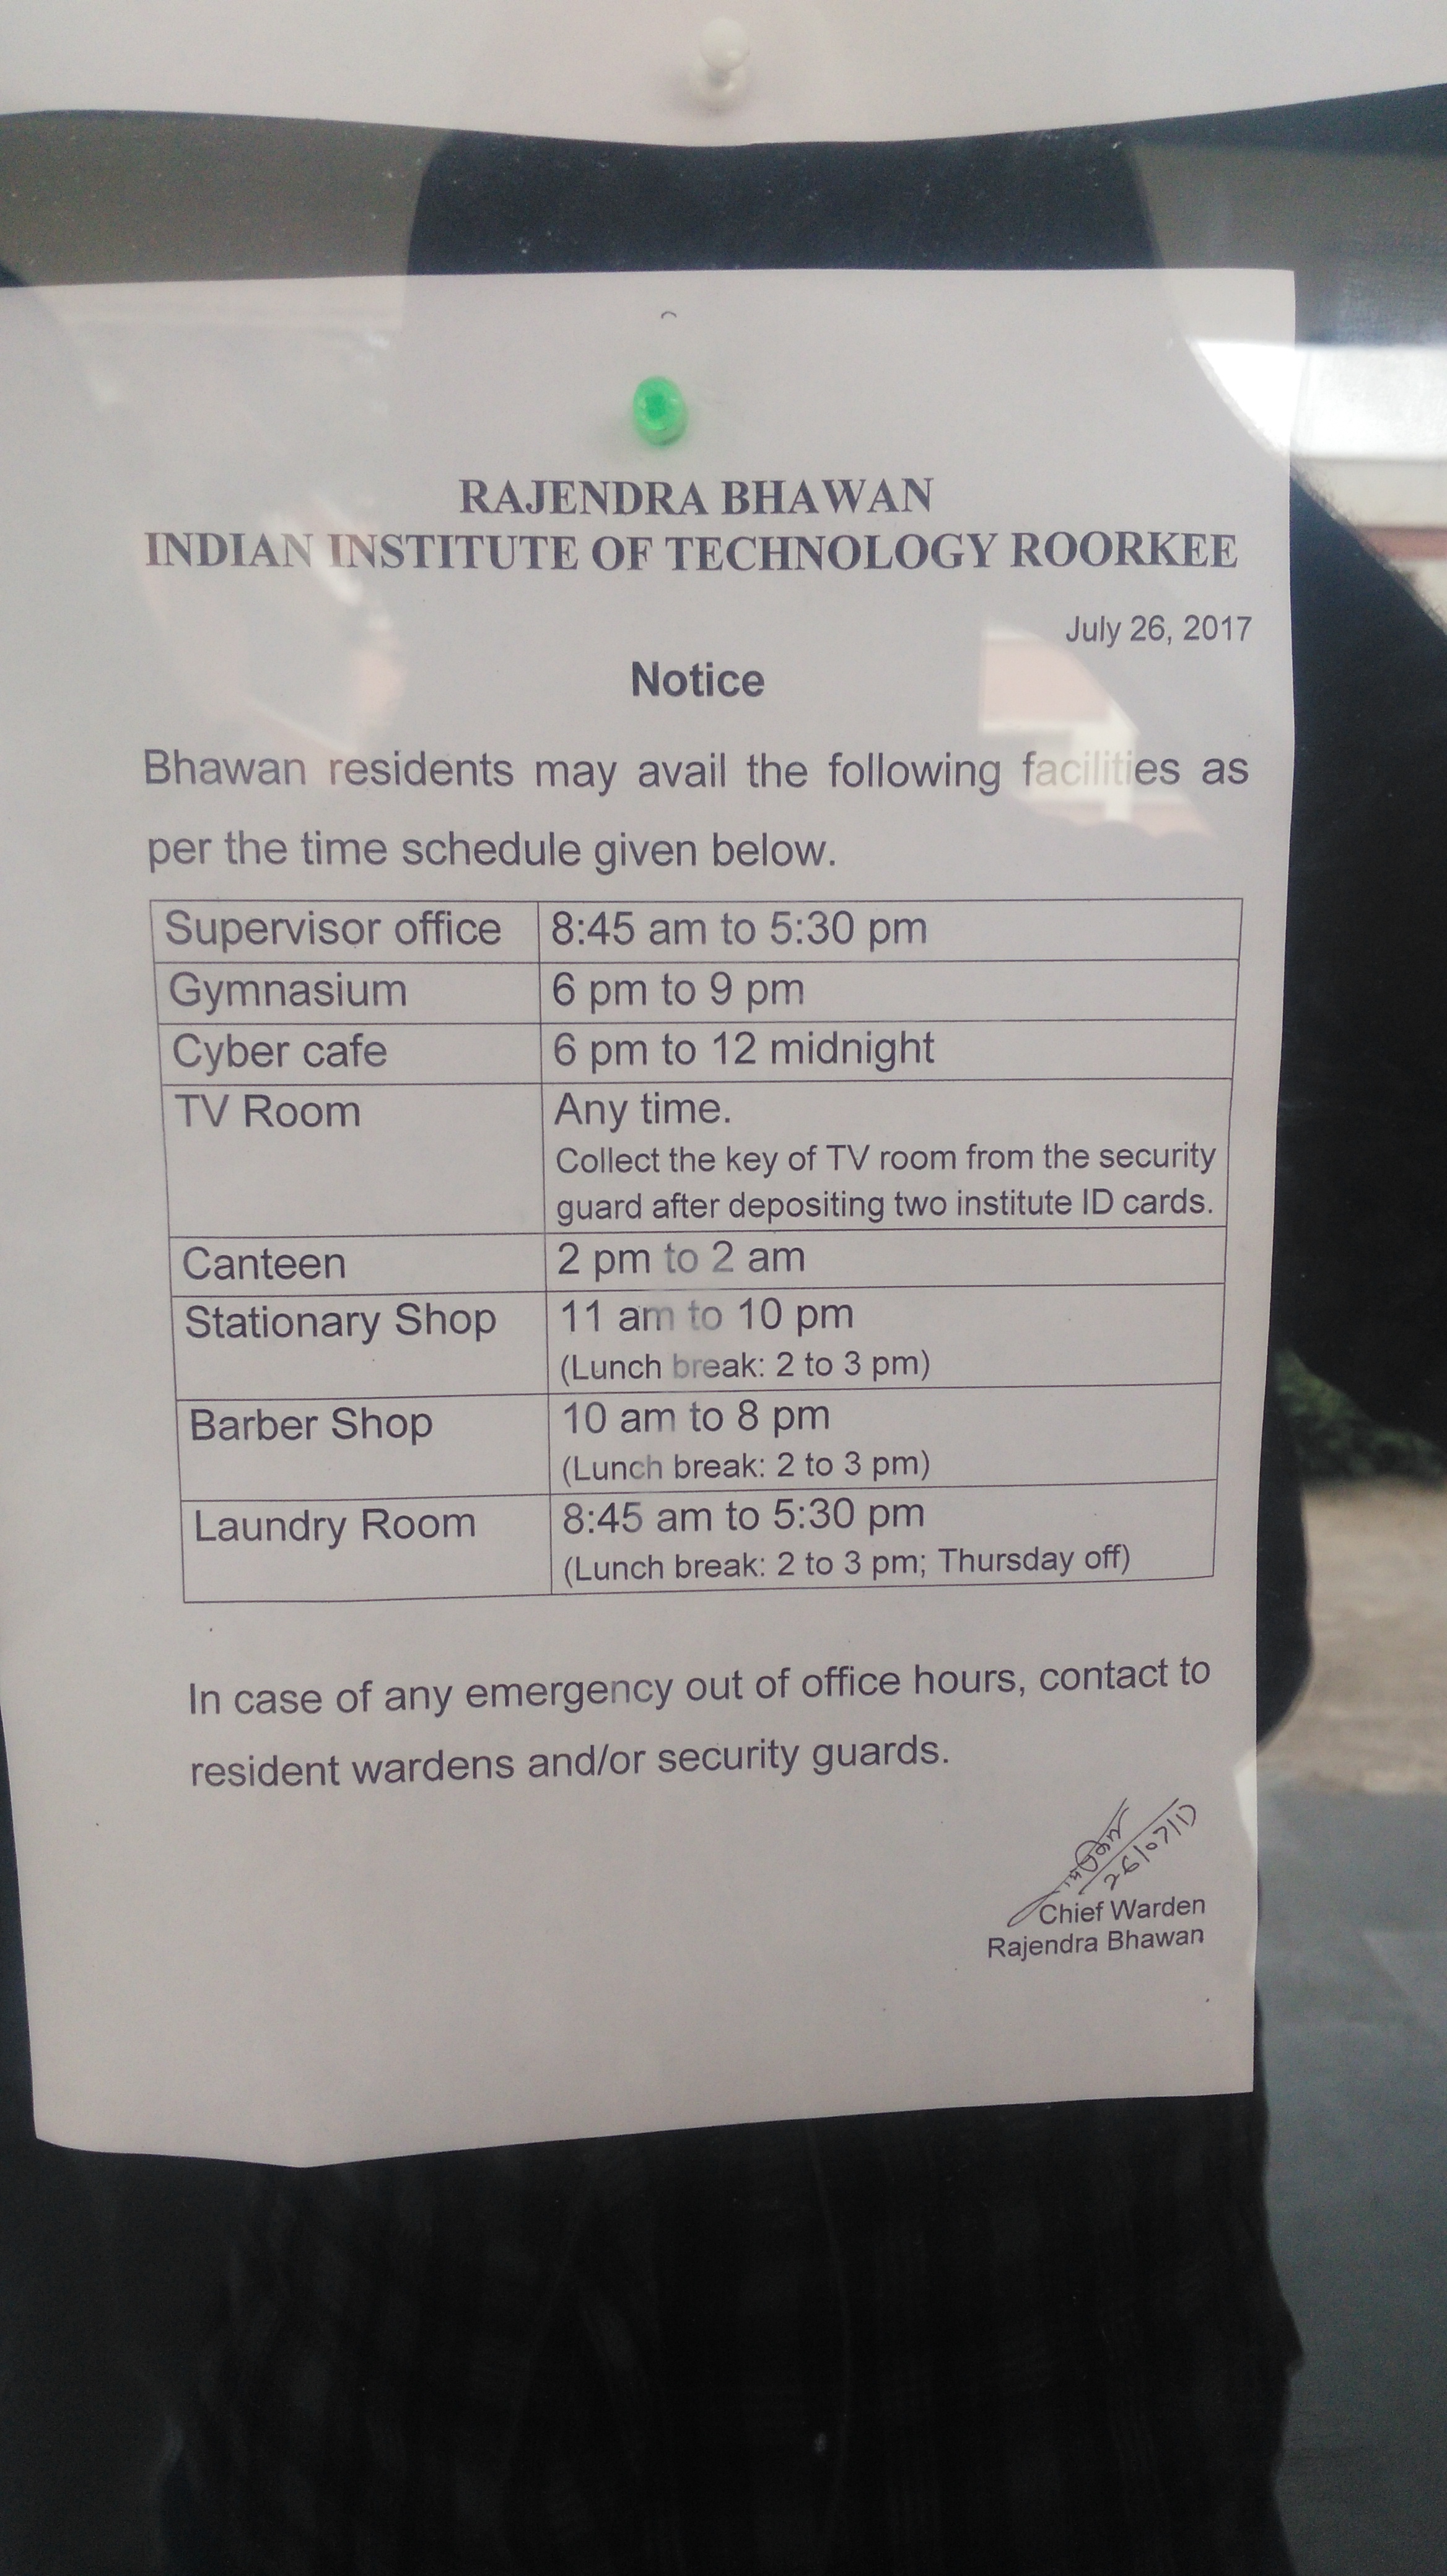 RAJENDRA BHAWAN
INDIAN INSTITUTE OF TECHNOLOGY ROORKEE
July 26, 2017
Notice
Bhawan residents may avail the following facilities as
per the time schedule given below.
Supervisor office 8:45 am to 5:30 pm
Gymnasium 6 pm to 9 pm
Cyber cafe 6 pm to 12 midnight
TV Room Any time.
Collect the key of TV room from the security
guard after depositing two institute ID cards.
Canteen 2 pm to 2 am
Stationary Shop 11 am to 10 pm
(Lunch break: 2 to 3 pm)
Barber Shop 10 am to 8 pm
(Lunch break: 2 to 3 pm)
Laundry Room 8:45 am to 5:30 pm
(Lunch break: 2 to 3 pm; Thursday off)
In case of any emergency out of office hours, contact to
resident wardens and/or security guards.
26/07/17
Chief Warden
Rajendra Bhawan